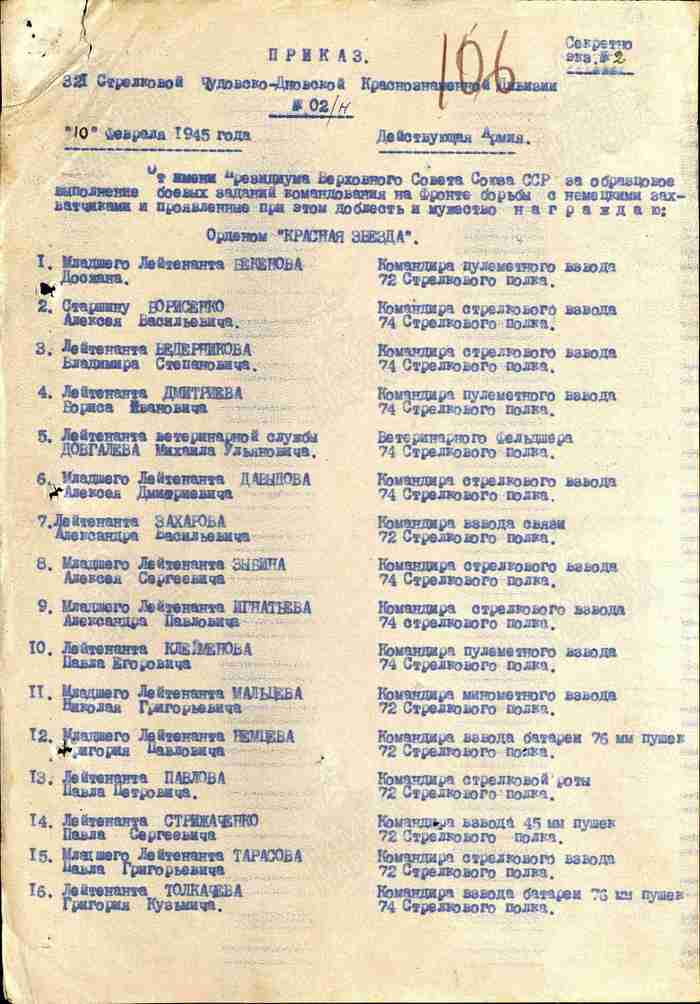 Секретно
экз. № 2
106
ПРИКАЗ.
321 Стрелковой Чудовско-Дновской Краснознаменной Дивизии
№ 02/н
"10" февраля 1945 года Действующая Армия.
От имени Президиума Верховного Совета Союза ССР за образцовое
выполнение боевых заданий командования на фронте борьбы с немецкими зах-
ватчиками и проявленные при этом доблесть и мужество награждаю:
Орденом "КРАСНАЯ ЗВЕЗДА".
1. Младшего Лейтенанта БЕКЕНОВА Командира пулеметного взвода
Досжана. 72 Стрелкового полка.
2. Старшину БОРИСЕНКО Командира стрелкового взвода
Алексея Васильевича. 74 Стрелкового полка.
3. Лейтенанта ВЕДЕРНИКОВА Командира стрелкового взвода
Владимира Степановича. 74 Стрелкового полка.
4. Лейтенанта ДМИТРИЕВА Командира пулеметного взвода
Бориса Ивановича 74 Стрелкового полка.
5. Лейтенанта ветеринарной службы Ветеринарного Фельдшера
ДОВГАЛЕВА Михаила Ульяновича. 74 Стрелкового полка.
6. Младшего Лейтенанта ДАВЫДОВА Командира стрелкового взвода
Алексея Дмитриевича 74 Стрелкового полка.
7. Лейтенанта ЗАХАРОВА Командира взвода связи
Александра Васильевича 72 Стрелкового полка.
8. Младшего Лейтенанта ЗЫБИНА Командира стрелкового взвода
Алексея Сергеевича 74 Стрелкового полка.
9. Младшего Лейтенанта ИГНАТЬЕВА Командира стрелкового взвода
Александра Павловича 74 стрелкового полка.
10. Лейтенанта КЛЕЙМЕНОВА Командира пулеметного взвода
Павла Егоровича 74 Стрелкового полка.
11. Младшего Лейтенанта МАЛЬЦЕВА Командира минометного взвода
Николая Григорьевича 72 Стрелкового полка.
12. Младшего Лейтенанта НЕМЦЕВА Командира взвода батареи 76 мм пушек
Григория Павловича 72 Стрелкового полка.
13. Лейтенанта ПАВЛОВА Командира стрелковой роты
Павла Петровича. 72 Стрелкового полка.
14. Лейтенанта СТРИЖАЧЕНКО Командира взвода 45 мм пушек
Павла Сергеевича 72 Стрелкового полка.
15. Младшего Лейтенанта ТАРАСОВА Командира стрелкового взвода
Павла Григорьевича 72 Стрелкового полка.
16. Лейтенанта ТОЛКАЧЕВА Командира взвода батареи 76 мм пушек
Григория Кузьмича. 74 Стрелкового полка.